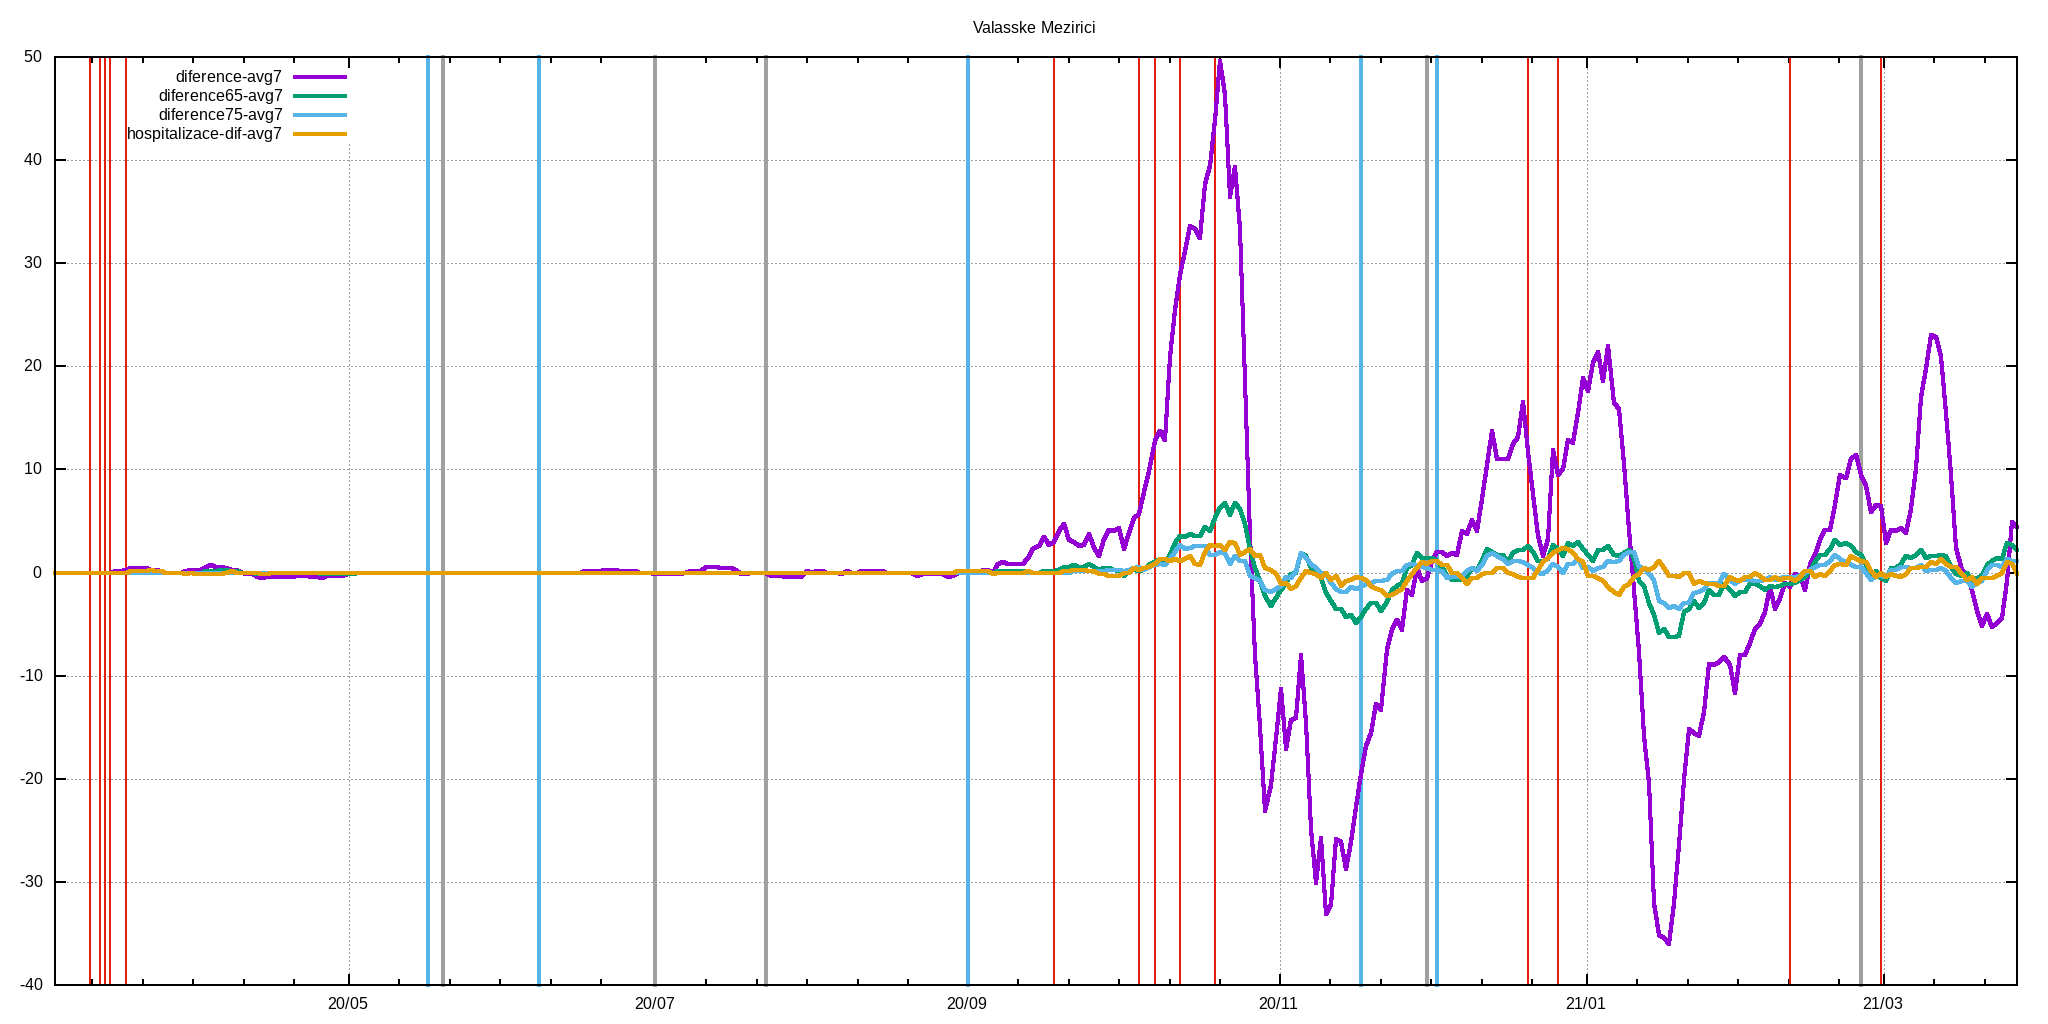 Valasske Mezirici
diference-avg7
diference65-avg7
diference75-avg7
hospitalizace-dif-avg7
50
40
30
20
10
0
-10
-20
-30
-40
20/05 20/07 20/09 20/11 21/01 21/03